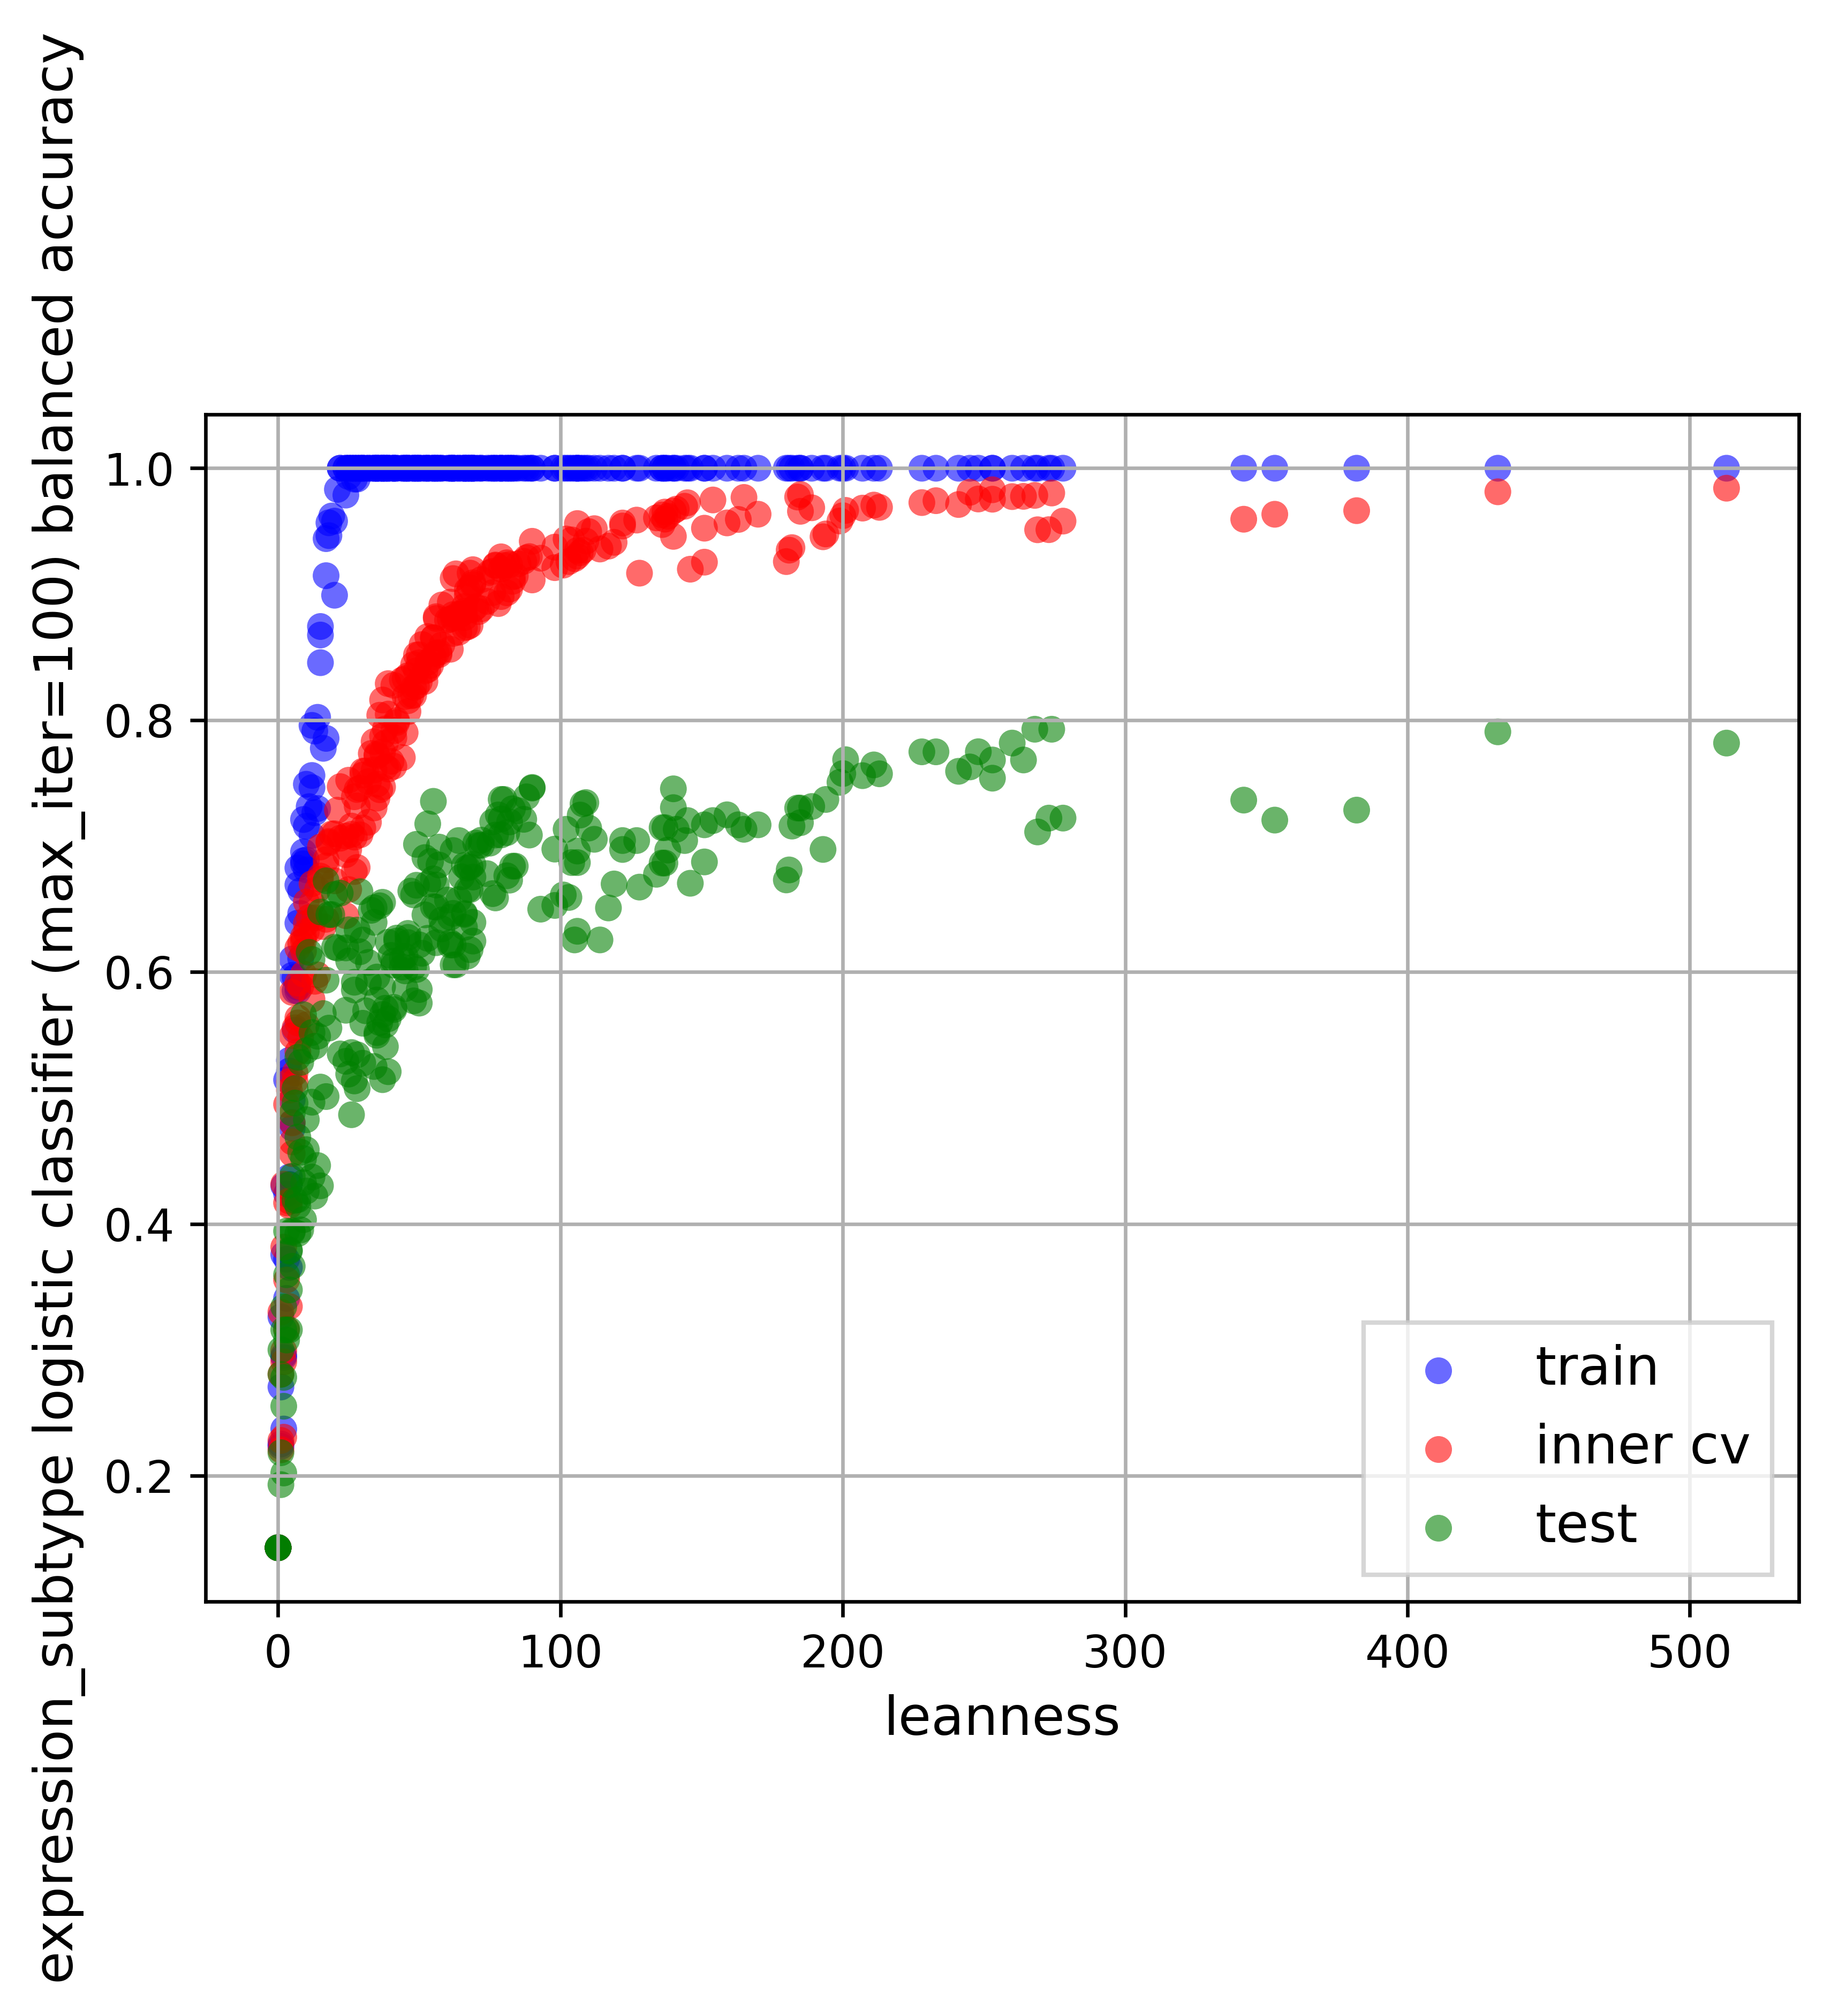 expression_subtype logistic classifier (max_iter=100) balanced accuracy
1.0
0.8
0.6
0.4
0.2
train
inner cv
test
0 100 200 300 400 500
leanness